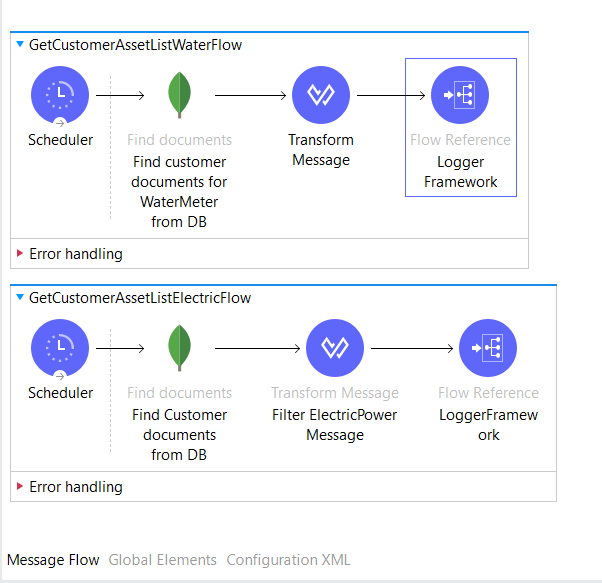 GetCustomerAssetListWaterFlow
Scheduler
Find documents
Find customer
documents for
WaterMeter
from DB
Transform
Message
Flow Reference
Logger
Framework
Error handling
GetCustomerAssetListElectricFlow
Scheduler
Find documents
Find Customer
documents
from DB
Transform Message
Filter ElectricPower
Message
Flow Reference
LoggerFramew
ork
Error handling
Message Flow Global Elements Configuration XML